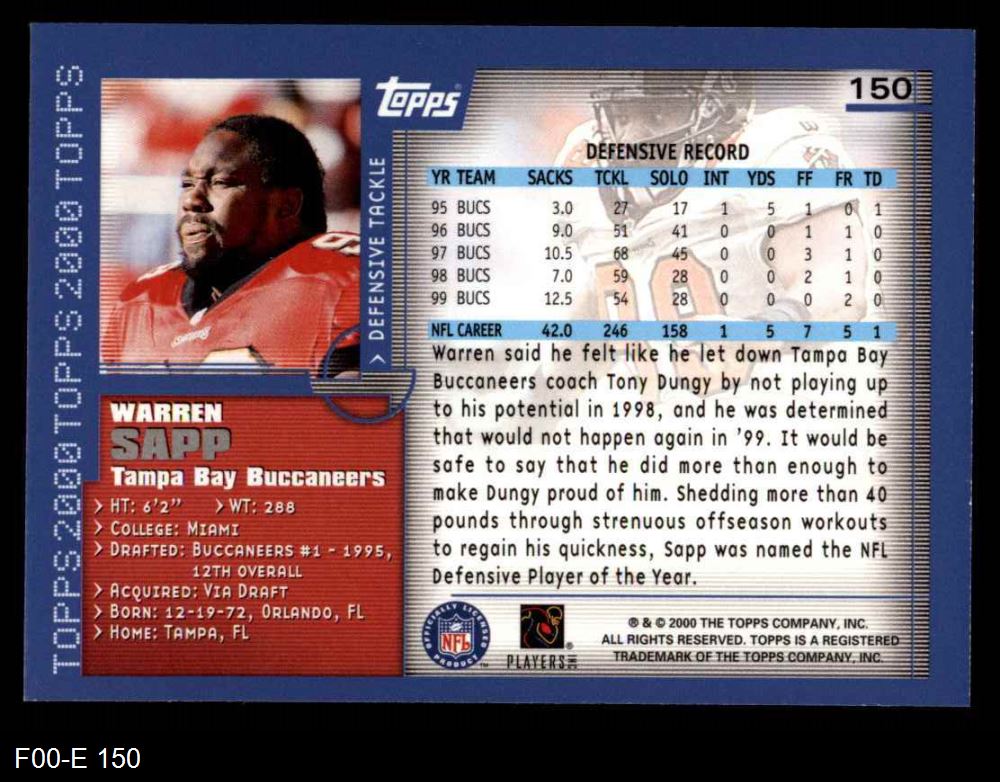 TOPPS2000TOPPS2000TOPPS2000TOPPS
topps
150
DEFENSIVE TACKLE
DEFENSIVE RECORD
YR TEAM SACKS TCKL SOLO INT YDS FF FR TD
95 BUCS 3.0 27 17 1 5 1 0 1
96 BUCS 9.0 51 41 0 0 1 1 0
97 BUCS 10.5 68 45 0 0 3 1 0
98 BUCS 7.0 59 28 0 0 2 1 0
99 BUCS 12.5 54 28 0 0 0 2 0
NFL CAREER 42.0 246 158 1 5 7 5 1
Warren said he felt like he let down Tampa Bay
Buccaneers coach Tony Dungy by not playing up
to his potential in 1998, and he was determined
that would not happen again in '99. It would be
safe to say that he did more than enough to
make Dungy proud of him. Shedding more than 40
pounds through strenuous offseason workouts
to regain his quickness, Sapp was named the NFL
Defensive Player of the Year.
WARREN
SAPP
Tampa Bay Buccaneers
> HT: 6'2" > WT: 288
> COLLEGE: MIAMI
> DRAFTED: BUCCANEERS #1 - 1995,
12TH OVERALL
> ACQUIRED: VIA DRAFT
> BORN: 12-19-72, ORLANDO, FL
> HOME: TAMPA, FL
OFFICIALLY LICENSED
NFL
PRODUCT
PLAYERS INC
® & © 2000 THE TOPPS COMPANY, INC.
ALL RIGHTS RESERVED. TOPPS IS A REGISTERED
TRADEMARK OF THE TOPPS COMPANY, INC.
F00-E 150